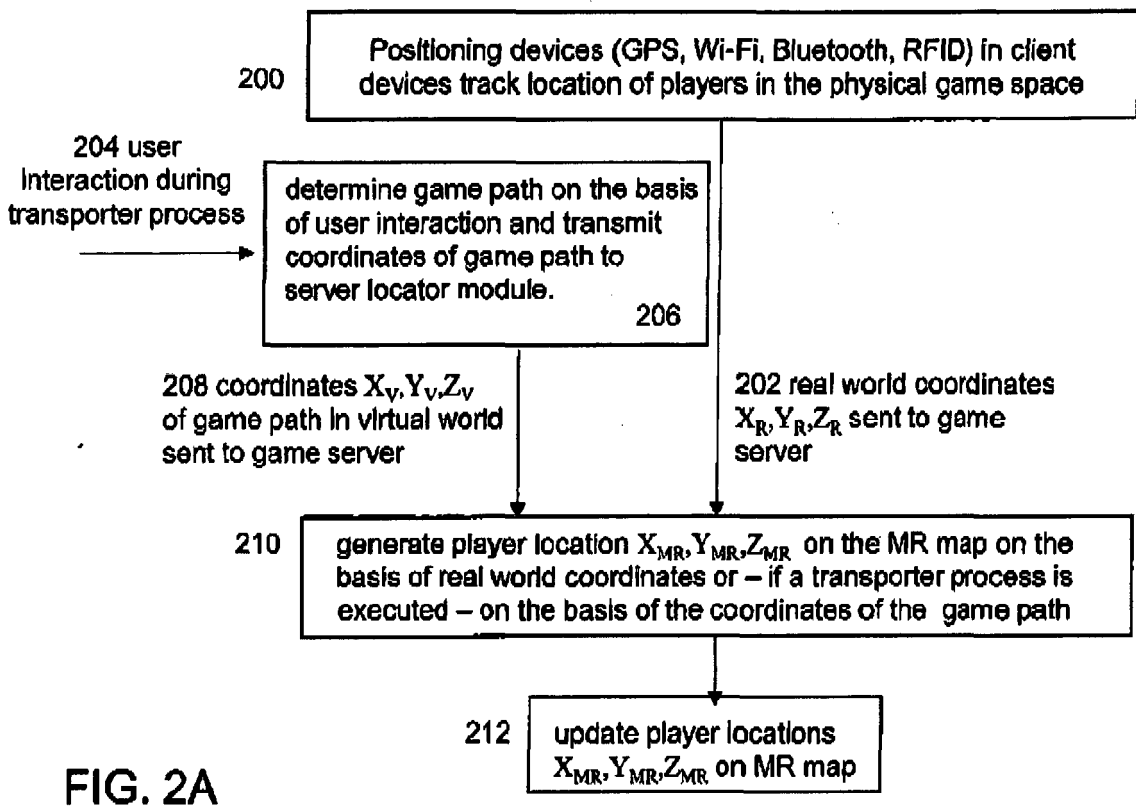 Positioning devices (GPS, Wi-Fi, Bluetooth, RFID) in client
200
devices track location of players in the physical game space
204 user
interaction during
transporter process
determine game path on the basis
of user interaction and transmit
coordinates of game path to
server locator module.
206
208 coordinates XV,YV,ZV
of game path in virtual world
sent to game server
202 real world coordinates
XR,YR,ZR sent to game
server
210
generate player location XMR,YMR,ZMR on the MR map on the
basis of real world coordinates or – if a transporter process is
executed – on the basis of the coordinates of the game path
212
update player locations
XMR,YMR,ZMR on MR map
FIG. 2A